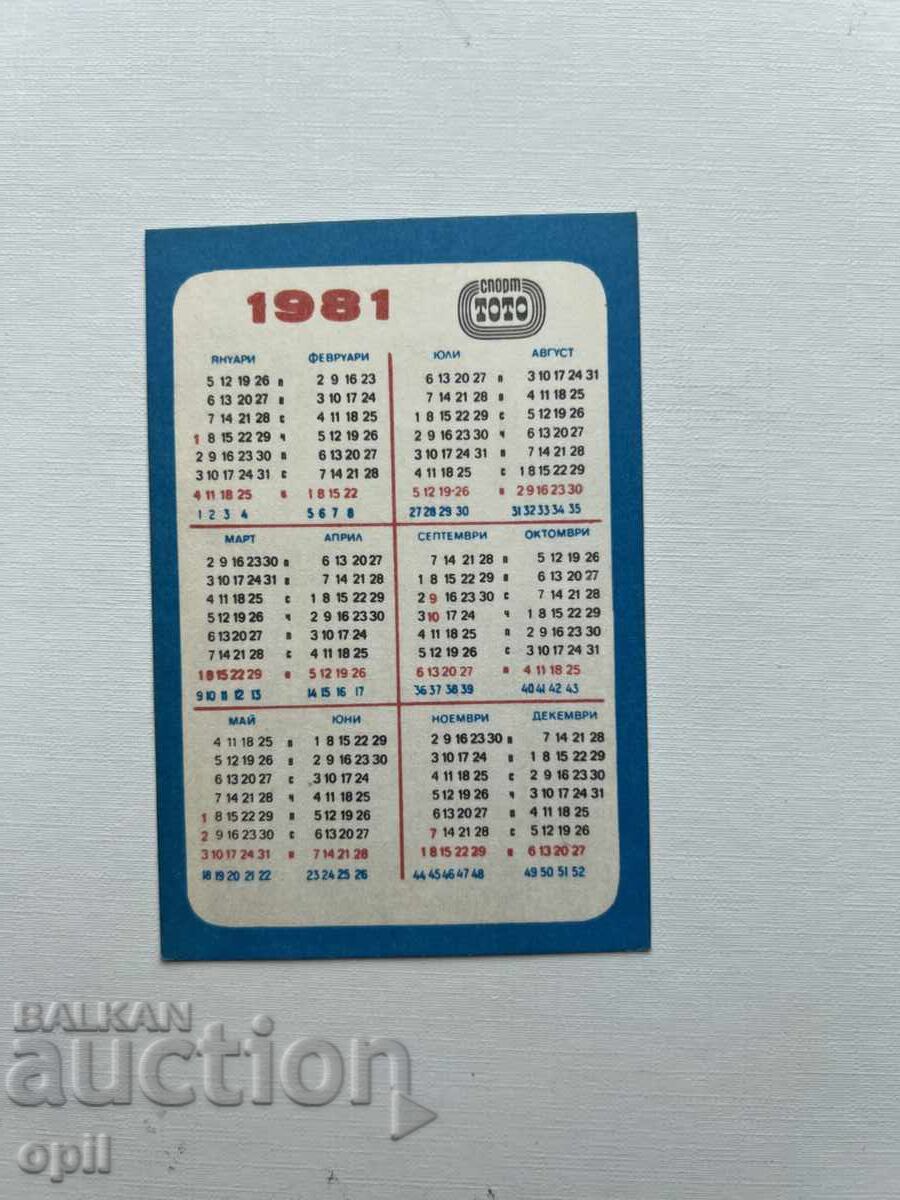 1981
спорт
ТОТО
ЯНУАРИ ФЕВРУАРИ
5 12 19 26 п 2 9 16 23
6 13 20 27 в 3 10 17 24
7 14 21 28 с 4 11 18 25
1 8 15 22 29 ч 5 12 19 26
2 9 16 23 30 п 6 13 20 27
3 10 17 24 31 с 7 14 21 28
4 11 18 25 н 1 8 15 22
1 2 3 4 5 6 7 8
ЮЛИ АВГУСТ
6 13 20 27 п 3 10 17 24 31
7 14 21 28 в 4 11 18 25
1 8 15 22 29 с 5 12 19 26
2 9 16 23 30 ч 6 13 20 27
3 10 17 24 31 п 7 14 21 28
4 11 18 25 с 1 8 15 22 29
5 12 19-26 н 2 9 16 23 30
27 28 29 30 31 32 33 34 35
МАРТ АПРИЛ
2 9 16 23 30 п 6 13 20 27
3 10 17 24 31 в 7 14 21 28
4 11 18 25 с 1 8 15 22 29
5 12 19 26 ч 2 9 16 23 30
6 13 20 27 п 3 10 17 24
7 14 21 28 с 4 11 18 25
1 8 15 22 29 н 5 12 19 26
9 10 11 12 13 14 15 16 17
СЕПТЕМВРИ ОКТОМВРИ
7 14 21 28 п 5 12 19 26
1 8 15 22 29 в 6 13 20 27
2 9 16 23 30 с 7 14 21 28
3 10 17 24 ч 1 8 15 22 29
4 11 18 25 п 2 9 16 23 30
5 12 19 26 с 3 10 17 24 31
6 13 20 27 н 4 11 18 25
36 37 38 39 40 41 42 43
МАЙ ЮНИ
4 11 18 25 п 1 8 15 22 29
5 12 19 26 в 2 9 16 23 30
6 13 20 27 с 3 10 17 24
7 14 21 28 ч 4 11 18 25
1 8 15 22 29 п 5 12 19 26
2 9 16 23 30 с 6 13 20 27
3 10 17 24 31 н 7 14 21 28
18 19 20 21 22 23 24 25 26
НОЕМВРИ ДЕКЕМВРИ
2 9 16 23 30 п 7 14 21 28
3 10 17 24 в 1 8 15 22 29
4 11 18 25 с 2 9 16 23 30
5 12 19 26 ч 3 10 17 24 31
6 13 20 27 п 4 11 18 25
7 14 21 28 с 5 12 19 26
1 8 15 22 29 н 6 13 20 27
44 45 46 47 48 49 50 51 52
BALKAN
auction
opil